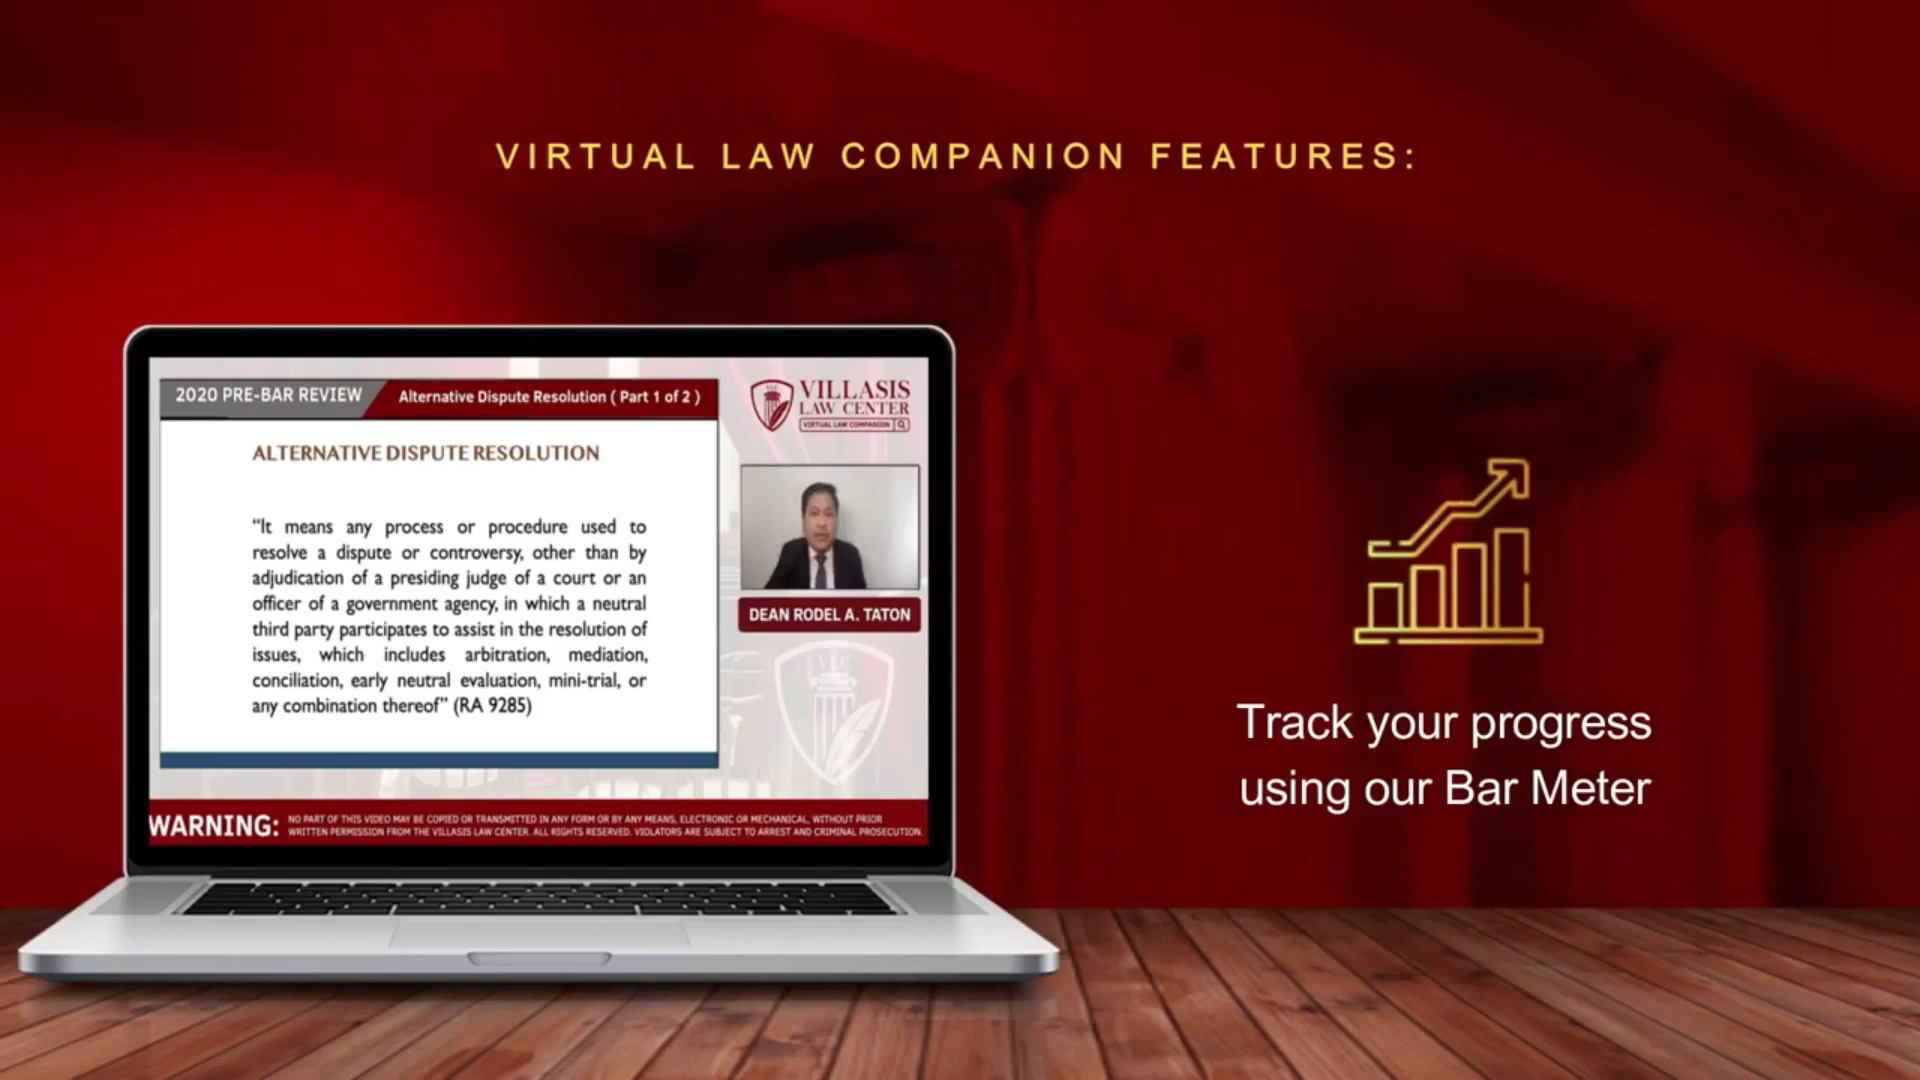 VIRTUAL LAW COMPANION FEATURES:
2020 PRE-BAR REVIEW
Alternative Dispute Resolution ( Part 1 of 2 )
ALTERNATIVE DISPUTE RESOLUTION
“It means any process or procedure used to
resolve a dispute or controversy, other than by
adjudication of a presiding judge of a court or an
officer of a government agency, in which a neutral
third party participates to assist in the resolution of
issues, which includes arbitration, mediation,
conciliation, early neutral evaluation, mini-trial, or
any combination thereof” (RA 9285)
VLC
VILLASIS
LAW CENTER
VIRTUAL LAW COMPANION
DEAN RODEL A. TATON
VLC
WARNING:
NO PART OF THIS VIDEO MAY BE COPIED OR TRANSMITTED IN ANY FORM OR BY ANY MEANS, ELECTRONIC OR MECHANICAL, WITHOUT PRIOR
WRITTEN PERMISSION FROM THE VILLASIS LAW CENTER. ALL RIGHTS RESERVED. VIOLATORS ARE SUBJECT TO ARREST AND CRIMINAL PROSECUTION.
Track your progress
using our Bar Meter